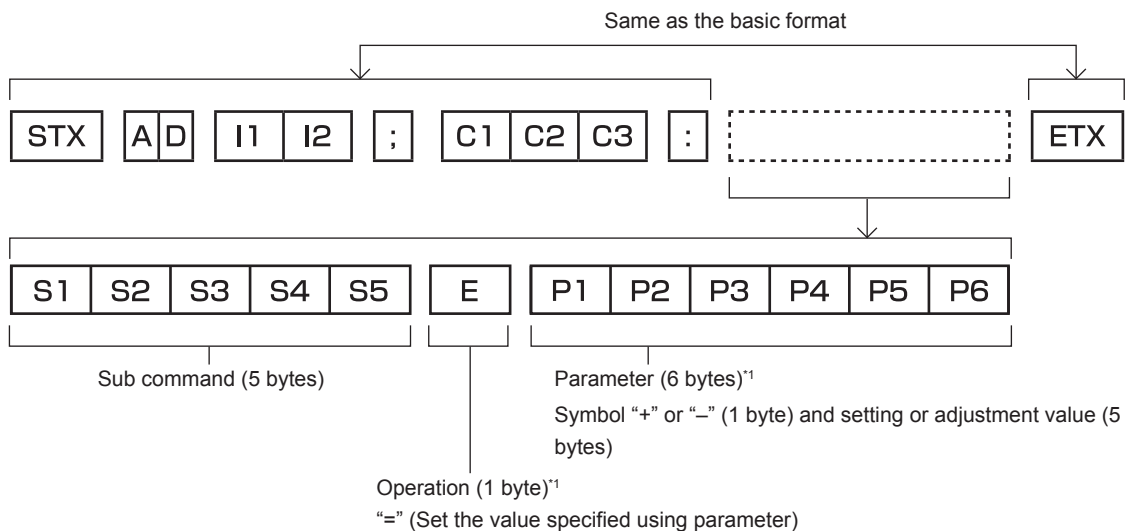 Same as the basic format
STX A D I1 I2 ; C1 C2 C3 : ETX
S1 S2 S3 S4 S5 E P1 P2 P3 P4 P5 P6
Sub command (5 bytes)
Parameter (6 bytes)*1
Symbol “+” or “–” (1 byte) and setting or adjustment value (5
bytes)
Operation (1 byte)*1
“=” (Set the value specified using parameter)